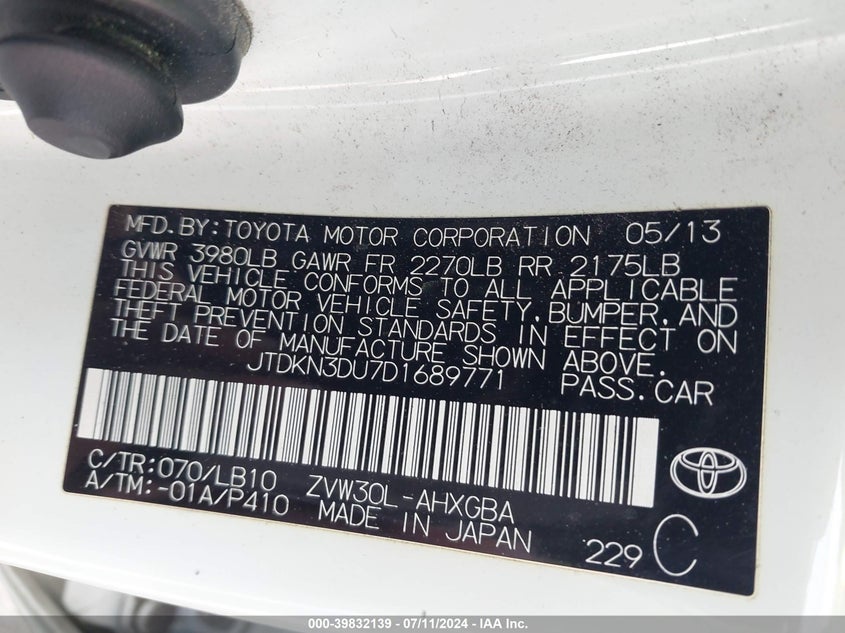 MFD.BY:TOYOTA MOTOR CORPORATION 05/13
GVWR 3980LB GAWR FR 2270LB RR 2175LB
THIS VEHICLE CONFORMS TO ALL APPLICABLE
FEDERAL MOTOR VEHICLE SAFETY,BUMPER,AND
THEFT PREVENTION STANDARDS IN EFFECT ON
THE DATE OF MANUFACTURE SHOWN ABOVE.
JTDKN3DU7D1689771 PASS.CAR
C/TR:070/LB10 ZVW30L-AHXGBA
A/TM:-01A/P410 MADE IN JAPAN
229 C
000-39832139 - 07/11/2024 - IAA Inc.